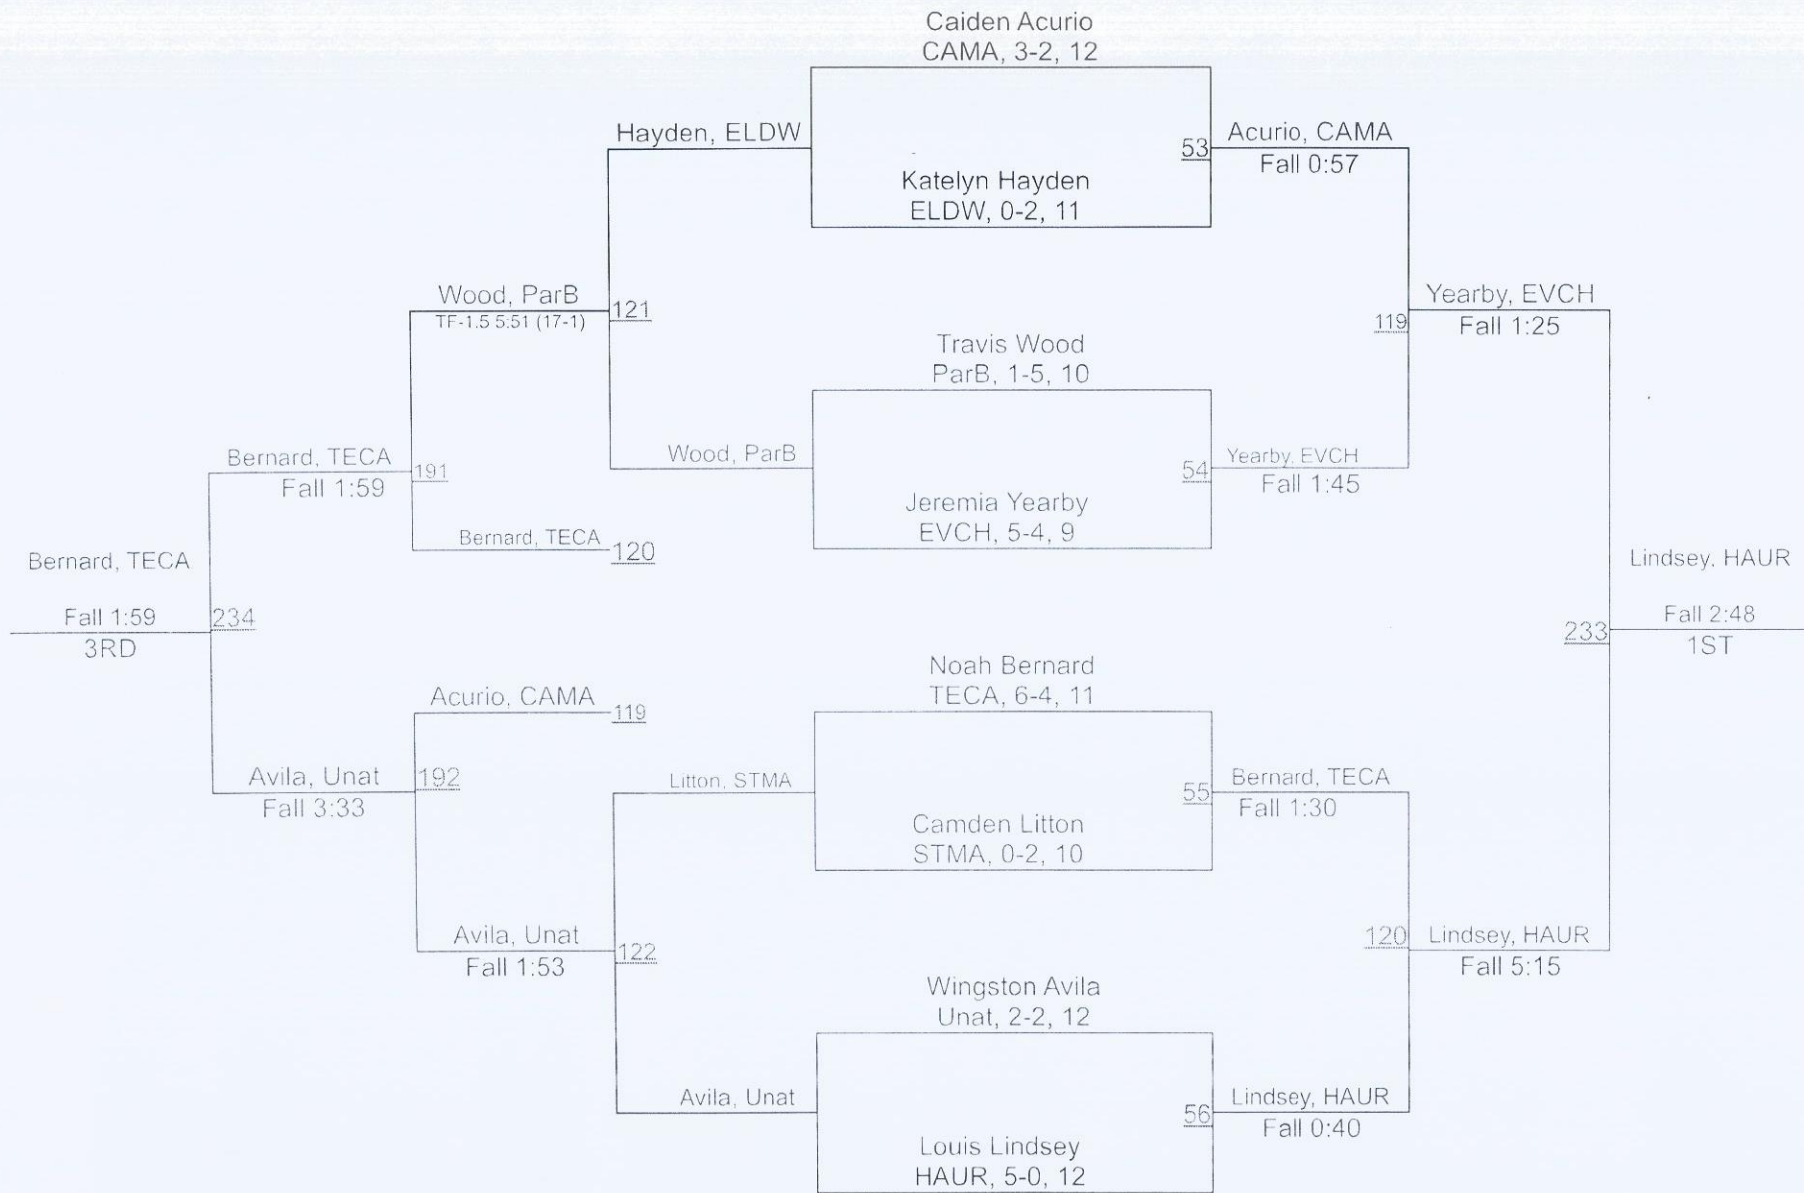 Caiden Acurio
CAMA, 3-2, 12
Hayden, ELDW
53
Acurio, CAMA
Fall 0:57
Katelyn Hayden
ELDW, 0-2, 11
Wood, ParB
TF-1.5 5:51 (17-1)
121
119
Yearby, EVCH
Fall 1:25
Travis Wood
ParB, 1-5, 10
Bernard, TECA
Fall 1:59
191
Wood, ParB
54
Yearby, EVCH
Fall 1:45
Jeremia Yearby
EVCH, 5-4, 9
Bernard, TECA
120
Bernard, TECA
Fall 1:59
3RD
234
Lindsey, HAUR
Fall 2:48
1ST
233
Noah Bernard
TECA, 6-4, 11
Acurio, CAMA
119
Avila, Unat
Fall 3:33
192
Litton, STMA
55
Bernard, TECA
Fall 1:30
Camden Litton
STMA, 0-2, 10
Avila, Unat
Fall 1:53
122
120
Lindsey, HAUR
Fall 5:15
Wingston Avila
Unat, 2-2, 12
Avila, Unat
56
Lindsey, HAUR
Fall 0:40
Louis Lindsey
HAUR, 5-0, 12